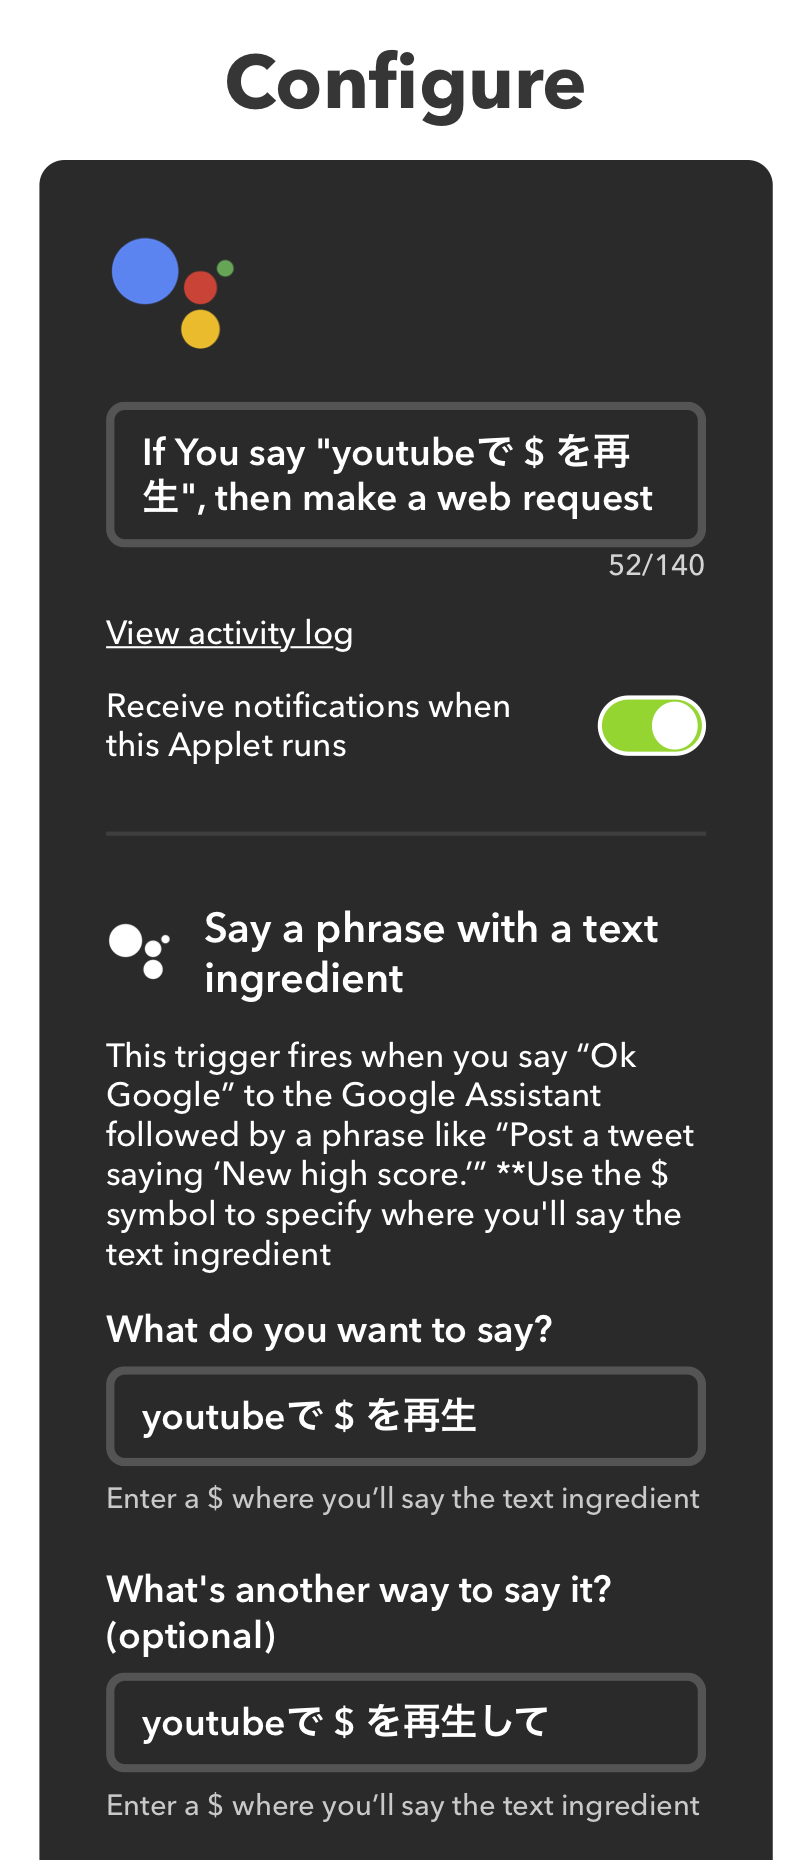 Configure
If You say "youtubeで $ を再
生", then make a web request
52/140
View activity log
Receive notifications when
this Applet runs
Say a phrase with a text
ingredient
This trigger fires when you say “Ok
Google” to the Google Assistant
followed by a phrase like “Post a tweet
saying ‘New high score.’” **Use the $
symbol to specify where you'll say the
text ingredient
What do you want to say?
youtubeで $ を再生
Enter a $ where you’ll say the text ingredient
What's another way to say it?
(optional)
youtubeで $ を再生して
Enter a $ where you’ll say the text ingredient